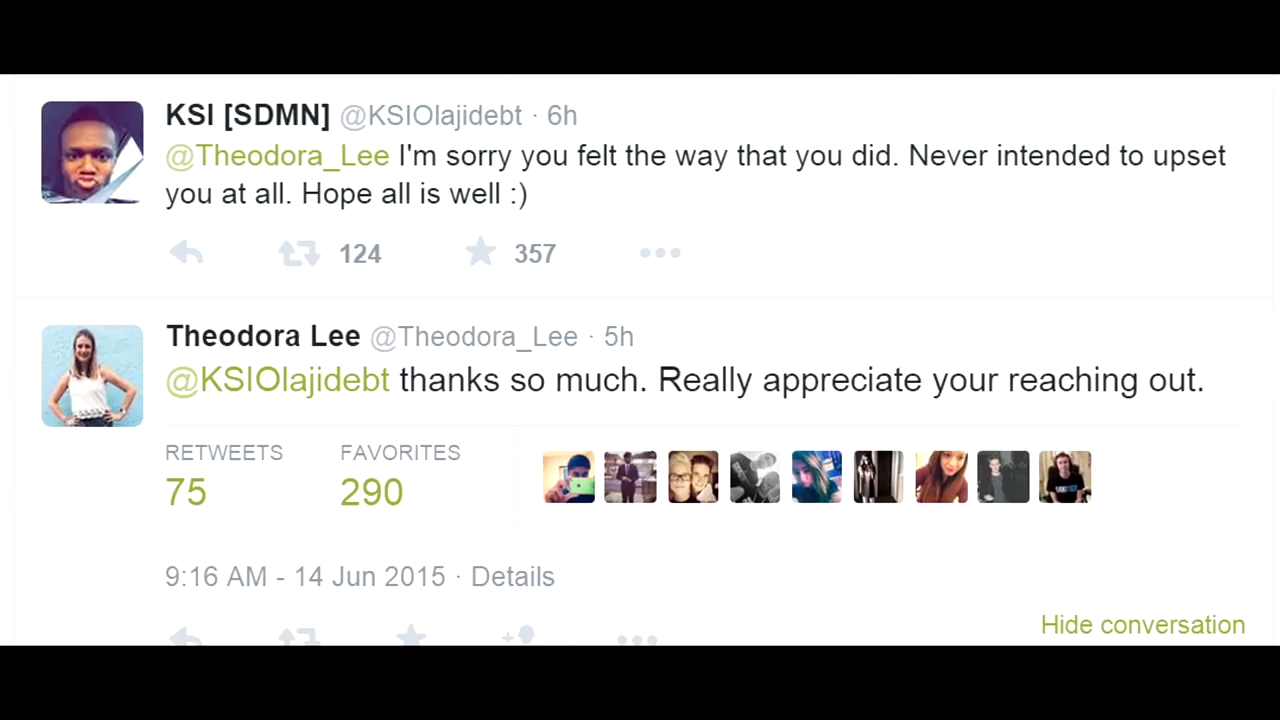 KSI [SDMN] @KSIOlajidebt · 6h
@Theodora_Lee I'm sorry you felt the way that you did. Never intended to upset
you at all. Hope all is well :)
124 357
Theodora Lee @Theodora_Lee · 5h
@KSIOlajidebt thanks so much. Really appreciate your reaching out.
RETWEETS FAVORITES
75 290
9:16 AM - 14 Jun 2015 · Details
Hide conversation